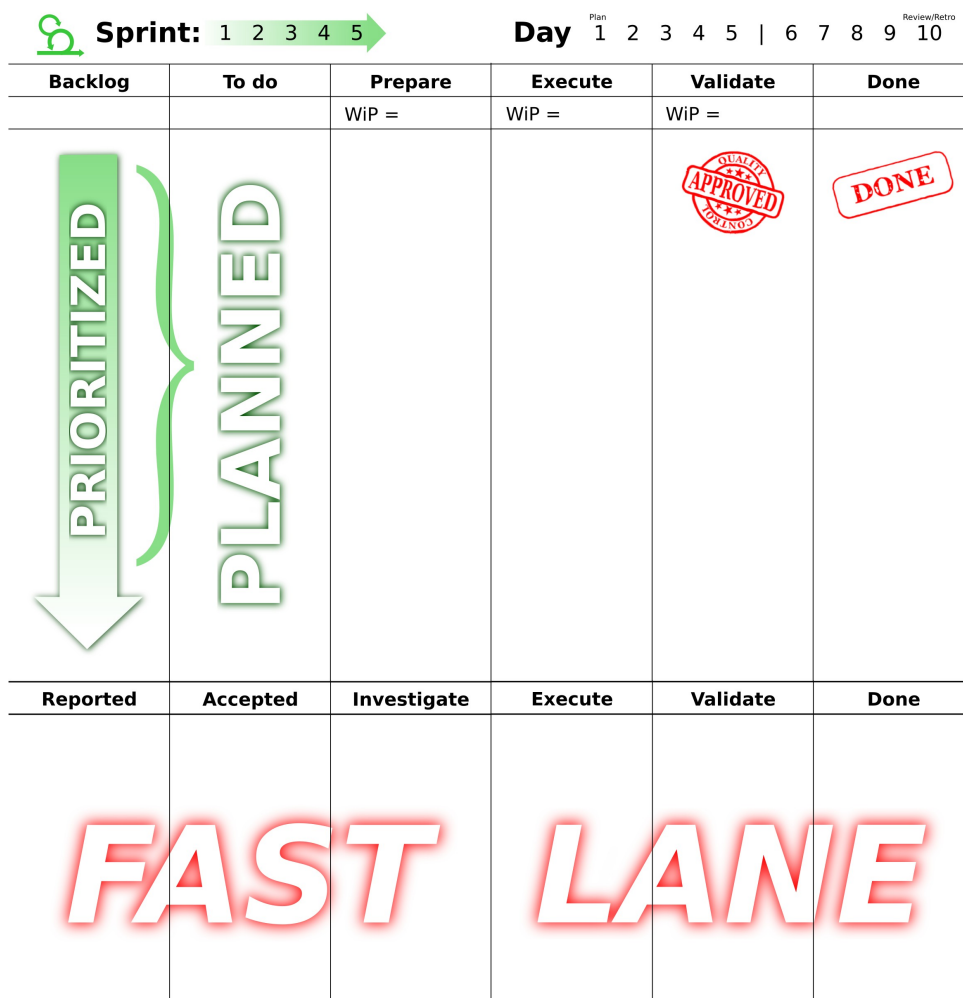 Sprint: 1 2 3 4 5
Plan
Review/Retro
Day 1 2 3 4 5 | 6 7 8 9 10
Backlog To do Prepare Execute Validate Done
WiP = WiP = WiP =
PRIORITIZED
PLANNED
QUALITY
APPROVED
CONTROL
DONE
Reported Accepted Investigate Execute Validate Done
FAST LANE